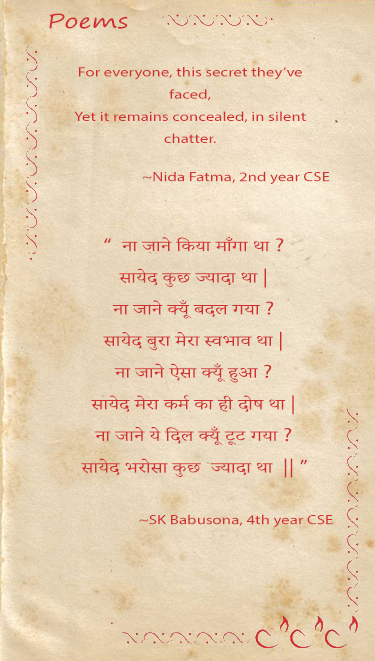 Poems
For everyone, this secret they've
faced,
Yet it remains concealed, in silent
chatter.
~Nida Fatma, 2nd year CSE
“ ना जाने किया माँगा था ?
सायेद कुछ ज्यादा था |
ना जाने क्यूँ बदल गया ?
सायेद बुरा मेरा स्वभाव था |
ना जाने ऐसा क्यूँ हुआ ?
सायेद मेरा कर्म का ही दोष था |
ना जाने ये दिल क्यूँ टूट गया ?
सायेद भरोसा कुछ ज्यादा था || ”
~SK Babusona, 4th year CSE